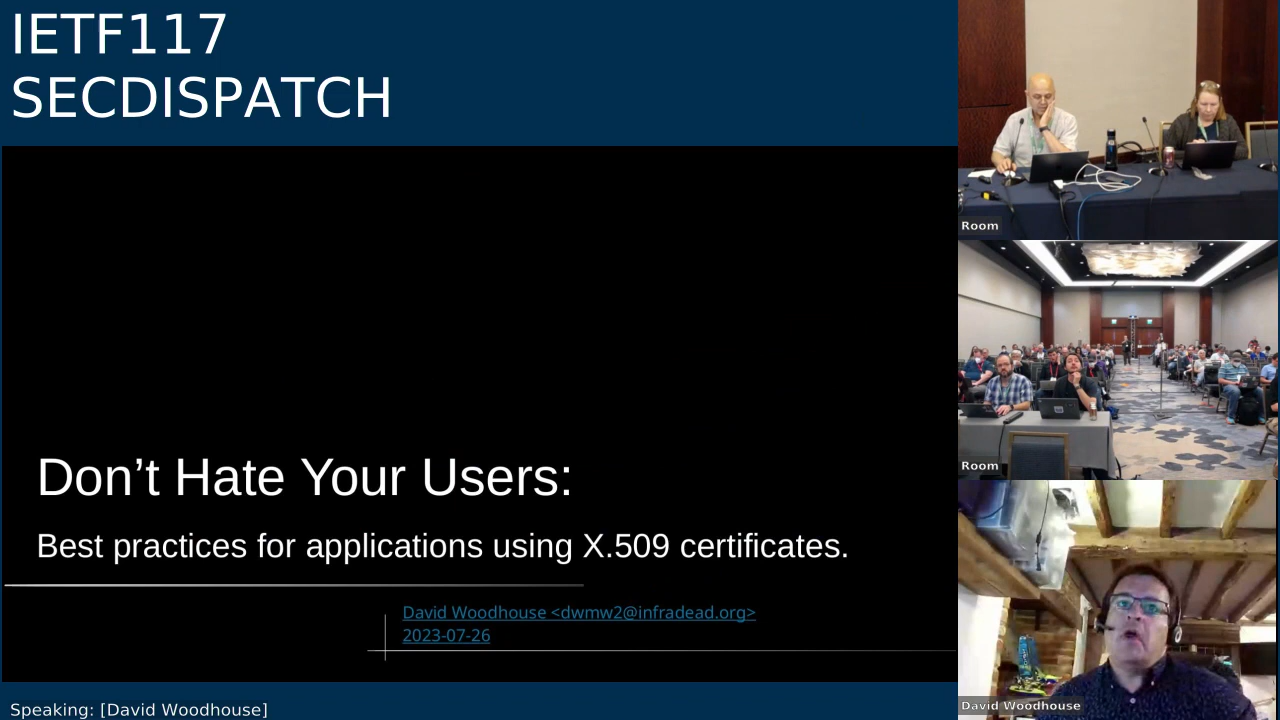 IETF117
SECDISPATCH
Don’t Hate Your Users:
Best practices for applications using X.509 certificates.
David Woodhouse <dwmw2@infradead.org>
2023-07-26
Speaking: [David Woodhouse]
Room
Room
David Woodhouse